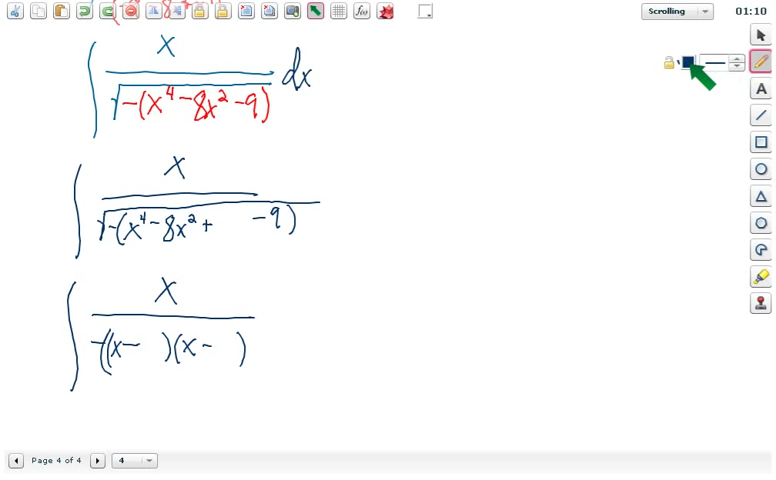 Scrolling
01:10
∫ x / √(-(x⁴ - 8x² - 9)) dx
∫ x / √(-(x⁴ - 8x² +      - 9))
∫ x / -((x -   )(x -   )
Page 4 of 4
4